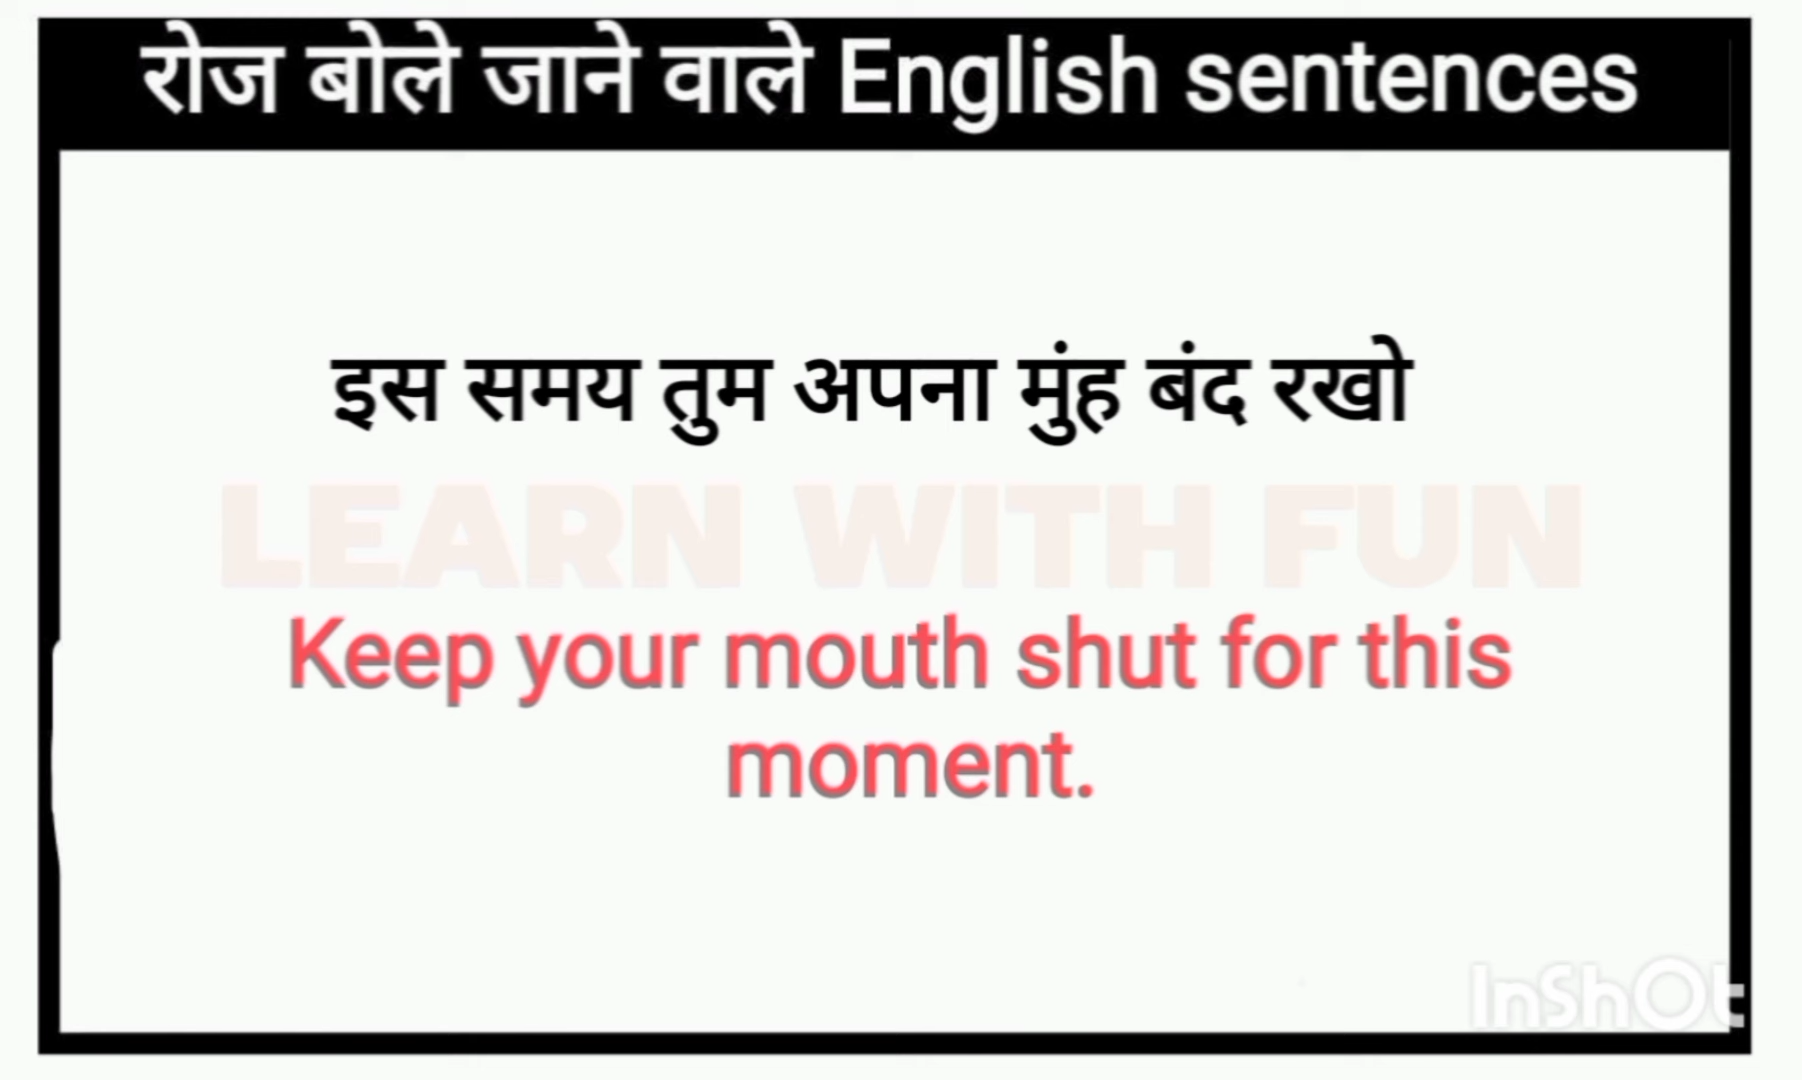 रोज बोले जाने वाले English sentences
इस समय तुम अपना मुंह बंद रखो
LEARN WITH FUN
Keep your mouth shut for this
moment.
InShOt